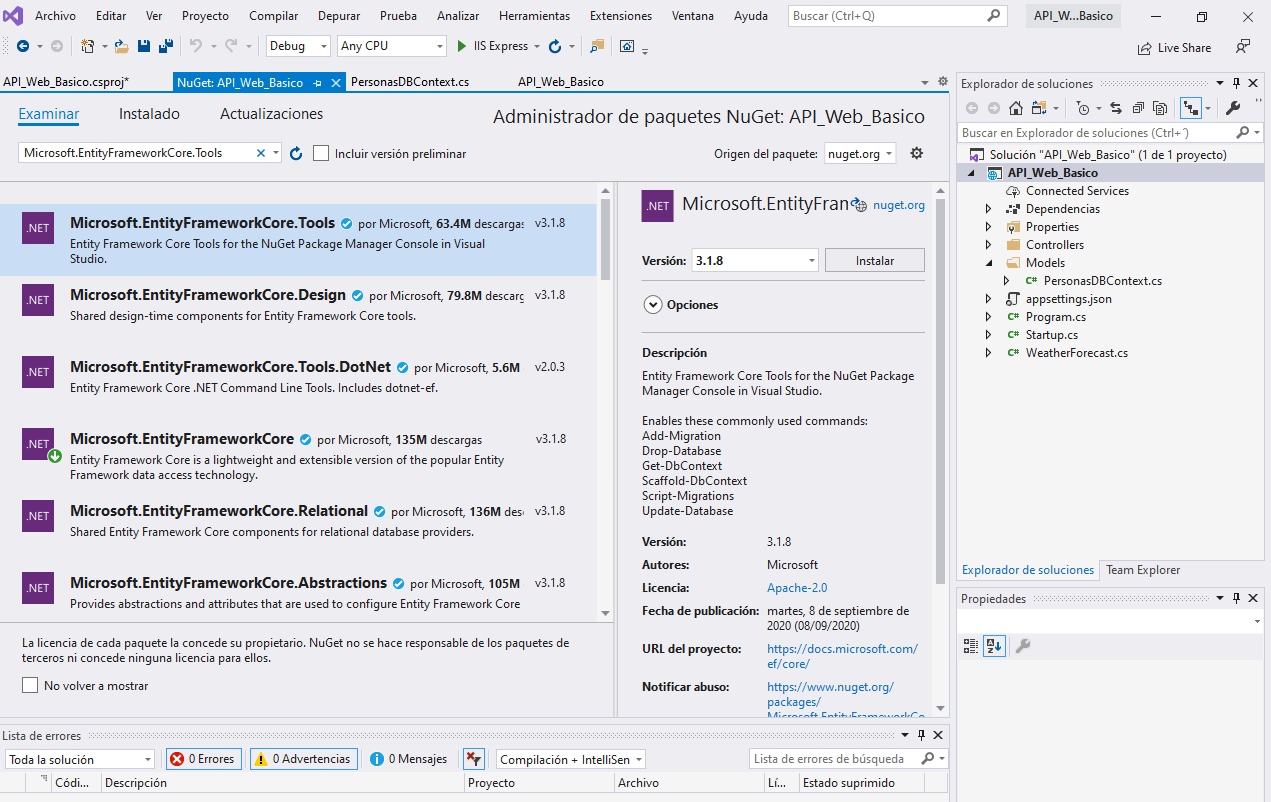 Archivo Editar Ver Proyecto Compilar Depurar Prueba Analizar Herramientas Extensiones Ventana Ayuda Buscar (Ctrl+Q) API_W...Basico
Debug Any CPU IIS Express Live Share
API_Web_Basico.csproj* NuGet: API_Web_Basico PersonasDBContext.cs API_Web_Basico
Examinar Instalado Actualizaciones Administrador de paquetes NuGet: API_Web_Basico
Microsoft.EntityFrameworkCore.Tools Incluir versión preliminar Origen del paquete: nuget.org
.NET Microsoft.EntityFrameworkCore.Tools por Microsoft, 63.4M descargas v3.1.8
Entity Framework Core Tools for the NuGet Package Manager Console in Visual
Studio.
.NET Microsoft.EntityFrameworkCore.Design por Microsoft, 79.8M descarg v3.1.8
Shared design-time components for Entity Framework Core tools.
.NET Microsoft.EntityFrameworkCore.Tools.DotNet por Microsoft, 5.6M v2.0.3
Entity Framework Core .NET Command Line Tools. Includes dotnet-ef.
.NET Microsoft.EntityFrameworkCore por Microsoft, 135M descargas v3.1.8
Entity Framework Core is a lightweight and extensible version of the popular Entity
Framework data access technology.
.NET Microsoft.EntityFrameworkCore.Relational por Microsoft, 136M des v3.1.8
Shared Entity Framework Core components for relational database providers.
.NET Microsoft.EntityFrameworkCore.Abstractions por Microsoft, 105M v3.1.8
Provides abstractions and attributes that are used to configure Entity Framework Core
La licencia de cada paquete la concede su propietario. NuGet no se hace responsable de los paquetes de
terceros ni concede ninguna licencia para ellos.
No volver a mostrar
.NET Microsoft.EntityFran nuget.org
Versión: 3.1.8 Instalar
Opciones
Descripción
Entity Framework Core Tools for the NuGet Package
Manager Console in Visual Studio.
Enables these commonly used commands:
Add-Migration
Drop-Database
Get-DbContext
Scaffold-DbContext
Script-Migrations
Update-Database
Versión: 3.1.8
Autores: Microsoft
Licencia: Apache-2.0
Fecha de publicación: martes, 8 de septiembre de
2020 (08/09/2020)
URL del proyecto: https://docs.microsoft.com/
ef/core/
Notificar abuso: https://www.nuget.org/
packages/
Microsoft.EntityFrameworkCo
Explorador de soluciones
Buscar en Explorador de soluciones (Ctrl+´)
Solución "API_Web_Basico" (1 de 1 proyecto)
API_Web_Basico
Connected Services
Dependencias
Properties
Controllers
Models
C# PersonasDBContext.cs
appsettings.json
C# Program.cs
C# Startup.cs
C# WeatherForecast.cs
Explorador de soluciones Team Explorer
Propiedades
Lista de errores
Toda la solución 0 Errores 0 Advertencias 0 Mensajes Compilación + IntelliSen Lista de errores de búsqueda
Códi... Descripción Proyecto Archivo Lí... Estado suprimido